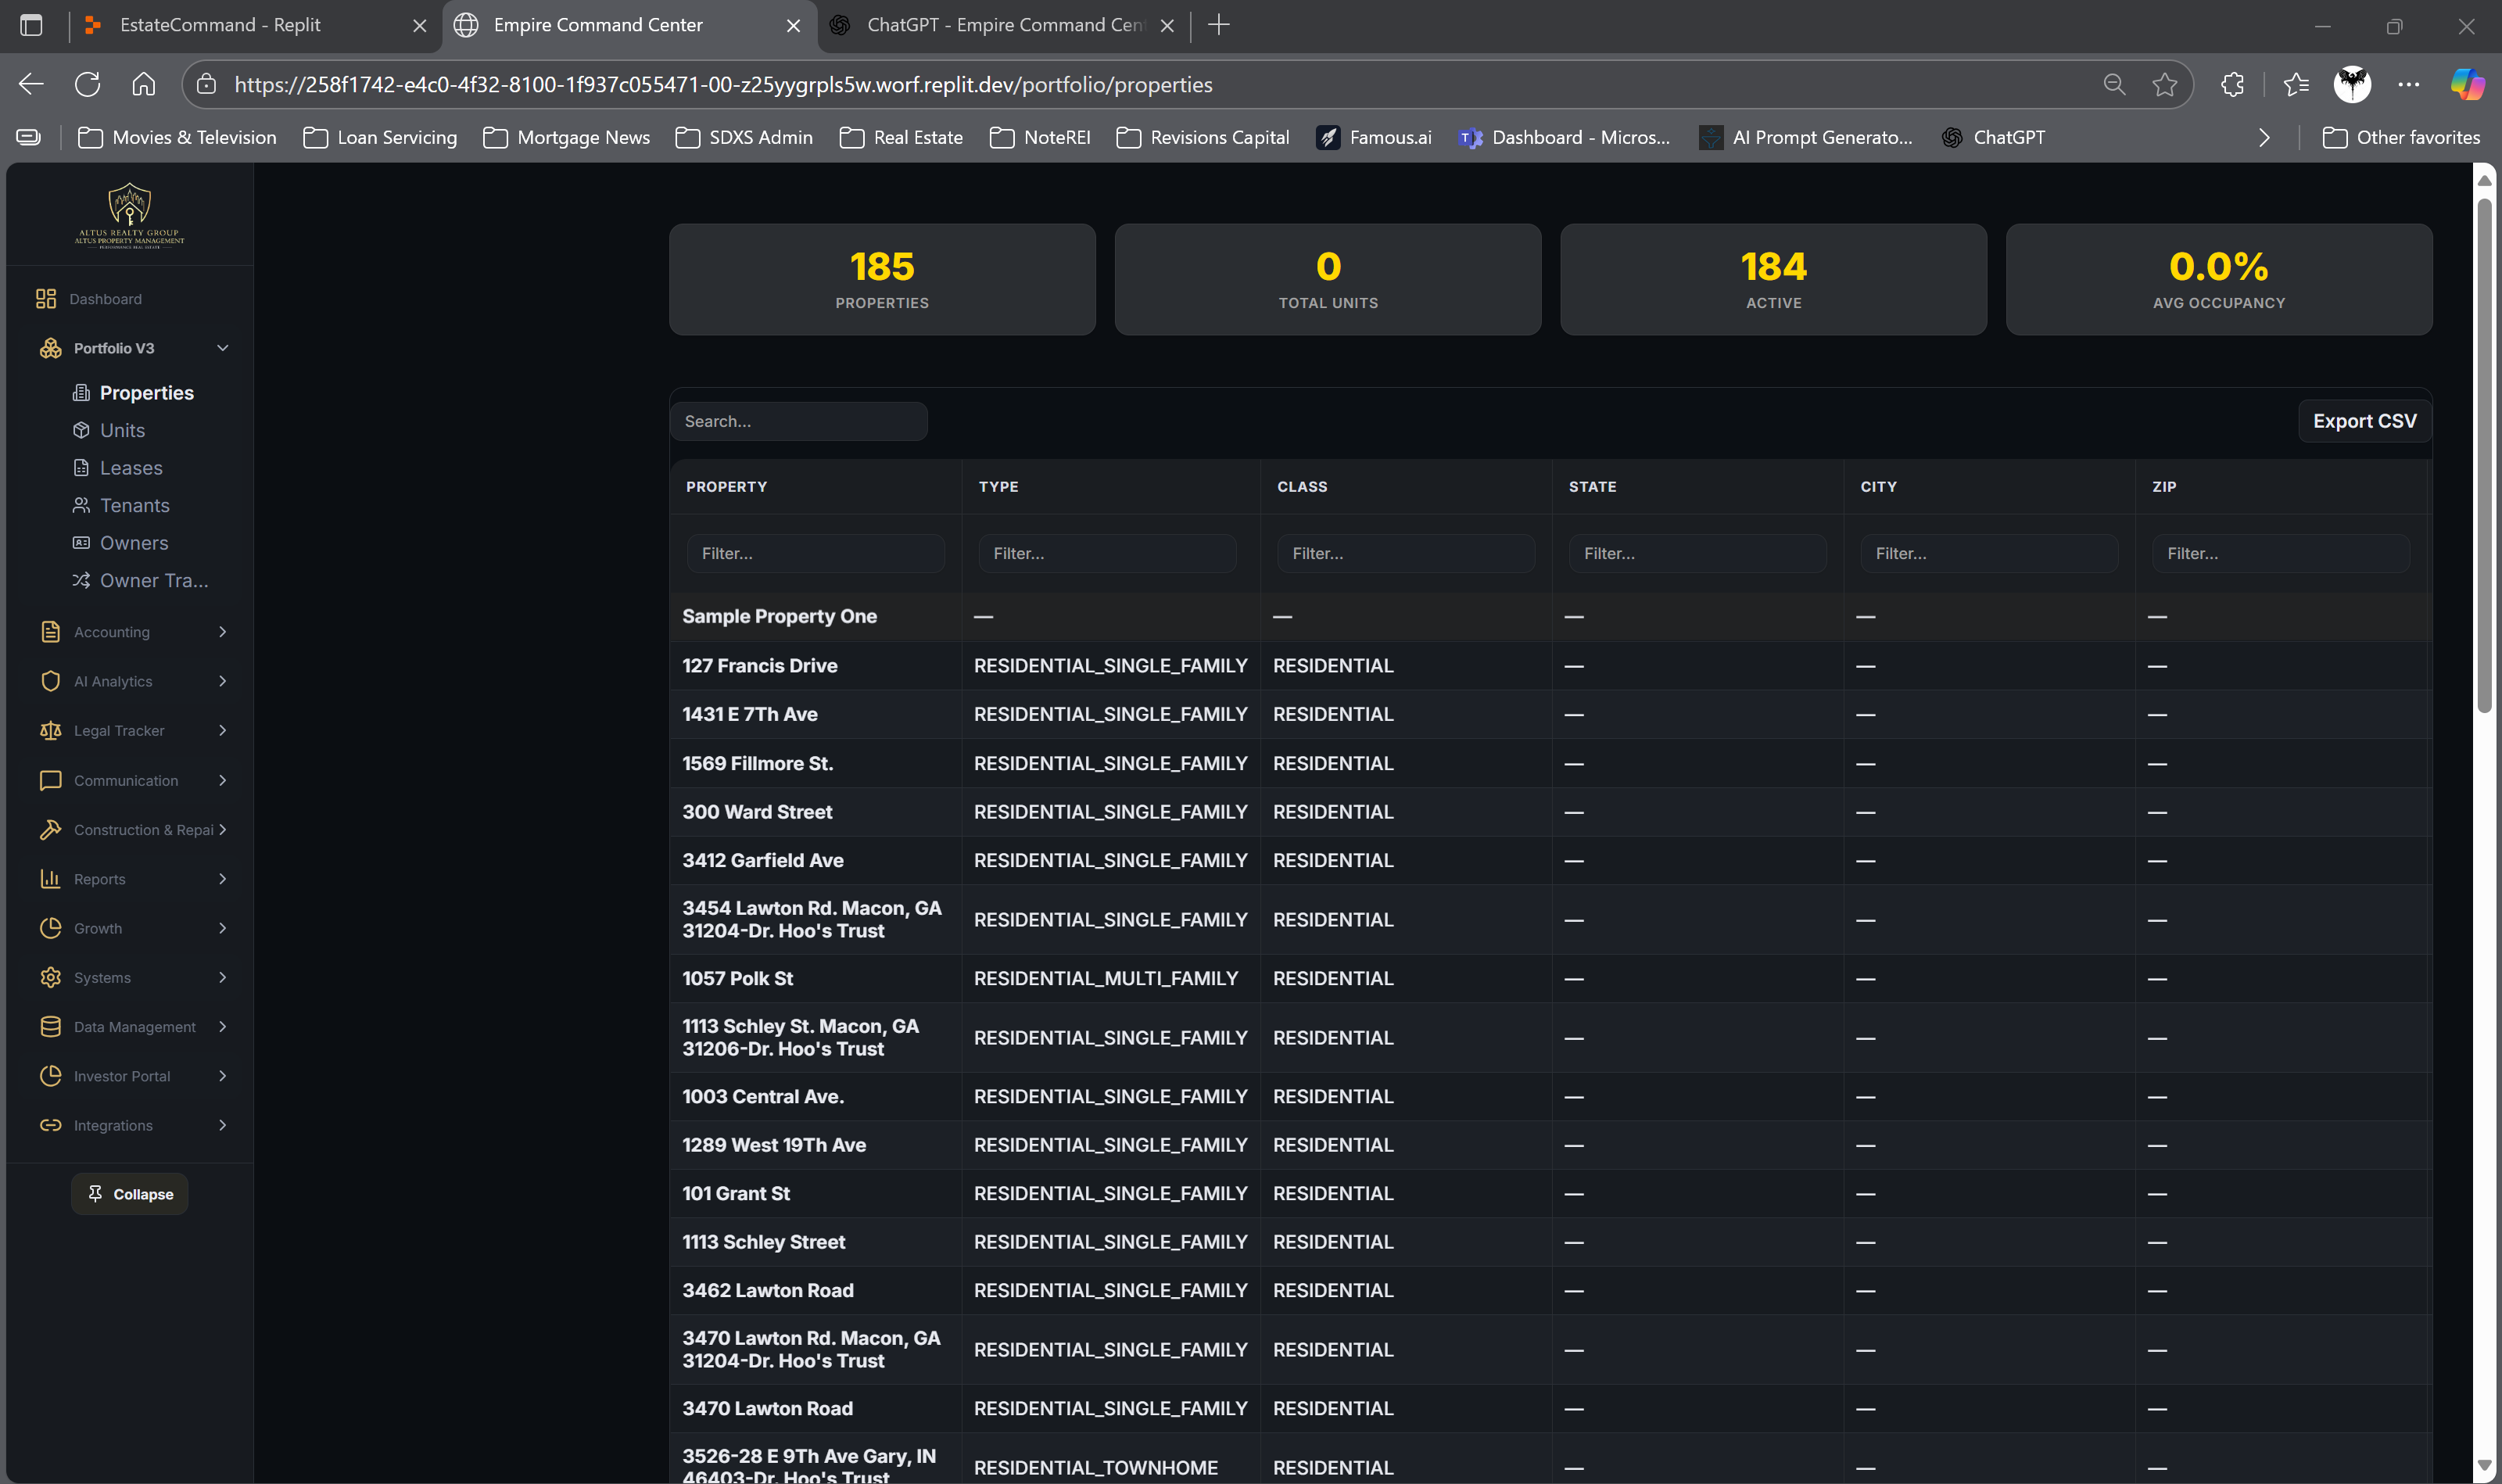 EstateCommand - Replit
Empire Command Center
ChatGPT - Empire Command Cen
https://258f1742-e4c0-4f32-8100-1f937c055471-00-z25yygrpls5w.worf.replit.dev/portfolio/properties
Movies & Television
Loan Servicing
Mortgage News
SDXS Admin
Real Estate
NoteREI
Revisions Capital
Famous.ai
Dashboard - Micros...
AI Prompt Generato...
ChatGPT
Other favorites
ALTUS REALTY GROUP
ALTUS PROPERTY MANAGEMENT
Dashboard
Portfolio V3
Properties
Units
Leases
Tenants
Owners
Owner Tra...
Accounting
AI Analytics
Legal Tracker
Communication
Construction & Repai
Reports
Growth
Systems
Data Management
Investor Portal
Integrations
Collapse
185 0 184 0.0%
PROPERTIES TOTAL UNITS ACTIVE AVG OCCUPANCY
Search...
Export CSV
PROPERTY TYPE CLASS STATE CITY ZIP
Filter... Filter... Filter... Filter... Filter... Filter...
Sample Property One — — — — —
127 Francis Drive RESIDENTIAL_SINGLE_FAMILY RESIDENTIAL — — —
1431 E 7Th Ave RESIDENTIAL_SINGLE_FAMILY RESIDENTIAL — — —
1569 Fillmore St. RESIDENTIAL_SINGLE_FAMILY RESIDENTIAL — — —
300 Ward Street RESIDENTIAL_SINGLE_FAMILY RESIDENTIAL — — —
3412 Garfield Ave RESIDENTIAL_SINGLE_FAMILY RESIDENTIAL — — —
3454 Lawton Rd. Macon, GA
31204-Dr. Hoo's Trust RESIDENTIAL_SINGLE_FAMILY RESIDENTIAL — — —
1057 Polk St RESIDENTIAL_MULTI_FAMILY RESIDENTIAL — — —
1113 Schley St. Macon, GA
31206-Dr. Hoo's Trust RESIDENTIAL_SINGLE_FAMILY RESIDENTIAL — — —
1003 Central Ave. RESIDENTIAL_SINGLE_FAMILY RESIDENTIAL — — —
1289 West 19Th Ave RESIDENTIAL_SINGLE_FAMILY RESIDENTIAL — — —
101 Grant St RESIDENTIAL_SINGLE_FAMILY RESIDENTIAL — — —
1113 Schley Street RESIDENTIAL_SINGLE_FAMILY RESIDENTIAL — — —
3462 Lawton Road RESIDENTIAL_SINGLE_FAMILY RESIDENTIAL — — —
3470 Lawton Rd. Macon, GA
31204-Dr. Hoo's Trust RESIDENTIAL_SINGLE_FAMILY RESIDENTIAL — — —
3470 Lawton Road RESIDENTIAL_SINGLE_FAMILY RESIDENTIAL — — —
3526-28 E 9Th Ave Gary, IN
46403-Dr. Hoo's Trust RESIDENTIAL_TOWNHOME RESIDENTIAL — — —